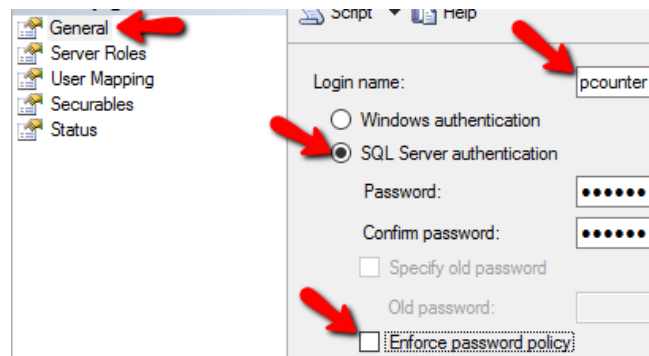 General
Server Roles
User Mapping
Securables
Status
Script Help
Login name: pcounter
Windows authentication
SQL Server authentication
Password: ••••••
Confirm password: ••••••
Specify old password
Old password:
Enforce password policy